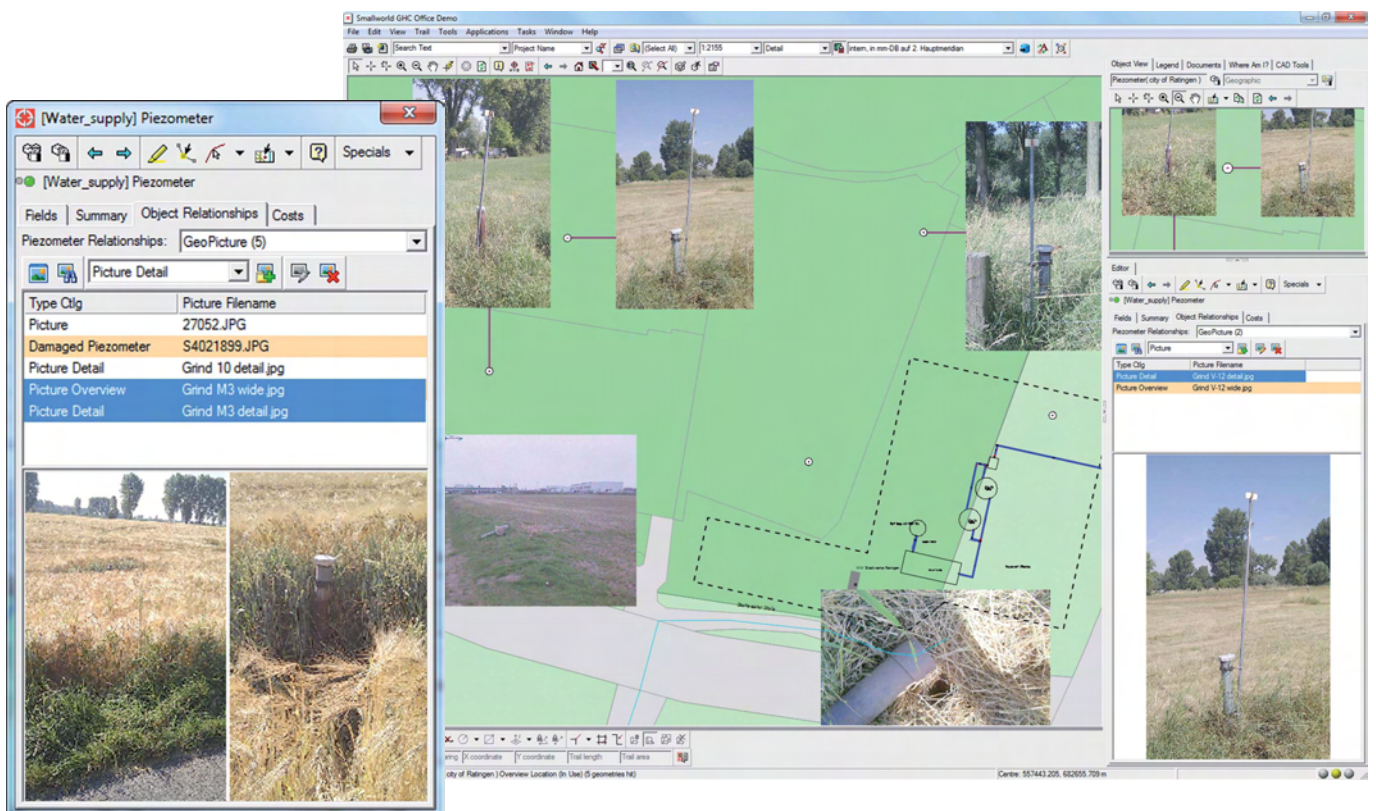 Smallworld GHC Office Demo
File Edit View Trail Tools Applications Tasks Window Help
Search Text Project Name (Select All) 1:2155 Detail intern, in mm-DB auf 2. Hauptmeridian
Object View Legend Documents Where Am I? CAD Tools
Piezometer( city of Ratingen ) Geographic
[Water_supply] Piezometer
Specials
[Water_supply] Piezometer
Fields Summary Object Relationships Costs
Piezometer Relationships: GeoPicture (5)
Picture Detail
Type Ctlg Picture Filename
Picture 27052.JPG
Damaged Piezometer S4021899.JPG
Picture Detail Grind 10 detail.jpg
Picture Overview Grind M3 wide.jpg
Picture Detail Grind M3 detail.jpg
Editor
Specials
[Water_supply] Piezometer
Fields Summary Object Relationships Costs
Piezometer Relationships: GeoPicture (2)
Picture
Type Ctlg Picture Filename
Picture Detail Grind V-12 detail.jpg
Picture Overview Grind V-12 wide.jpg
X coordinate Y coordinate Trail length Trail area
city of Ratingen ) Overview Location (In Use) (5 geometries hit) Centre: 557443.205, 682655.709 m